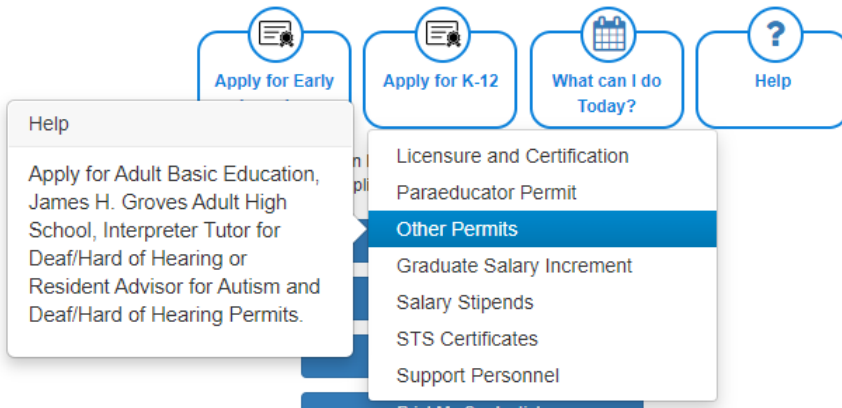 Apply for Early
Apply for K-12
What can I do
Today?
Help
Help
Apply for Adult Basic Education,
James H. Groves Adult High
School, Interpreter Tutor for
Deaf/Hard of Hearing or
Resident Advisor for Autism and
Deaf/Hard of Hearing Permits.
Licensure and Certification
Paraeducator Permit
Other Permits
Graduate Salary Increment
Salary Stipends
STS Certificates
Support Personnel